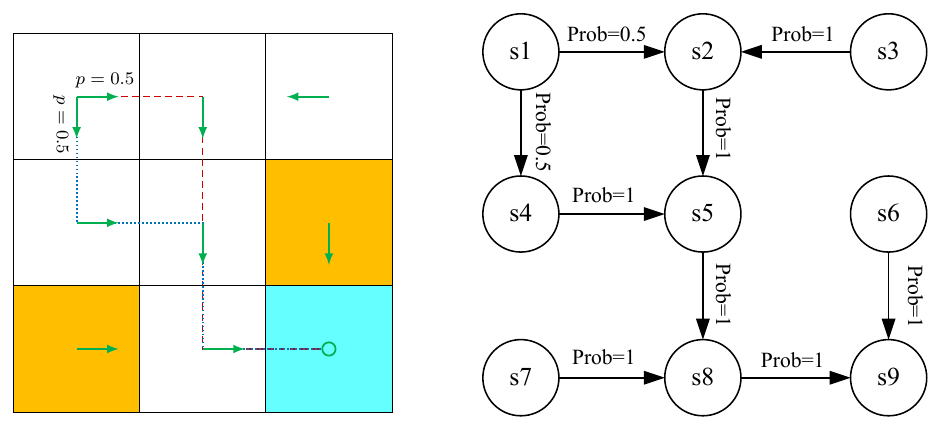 p = 0.5
p = 0.5
s1
Prob=0.5
s2
Prob=1
s3
Prob=0.5
Prob=1
s4
Prob=1
s5
s6
Prob=1
Prob=1
s7
Prob=1
s8
Prob=1
s9